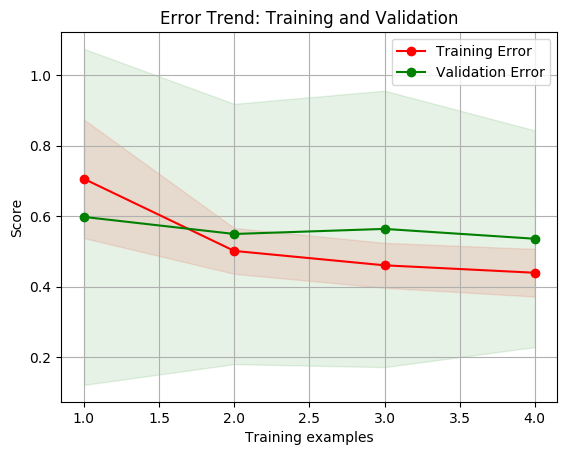 Error Trend: Training and Validation
Training Error
Validation Error
Score
1.0
0.8
0.6
0.4
0.2
1.0 1.5 2.0 2.5 3.0 3.5 4.0
Training examples